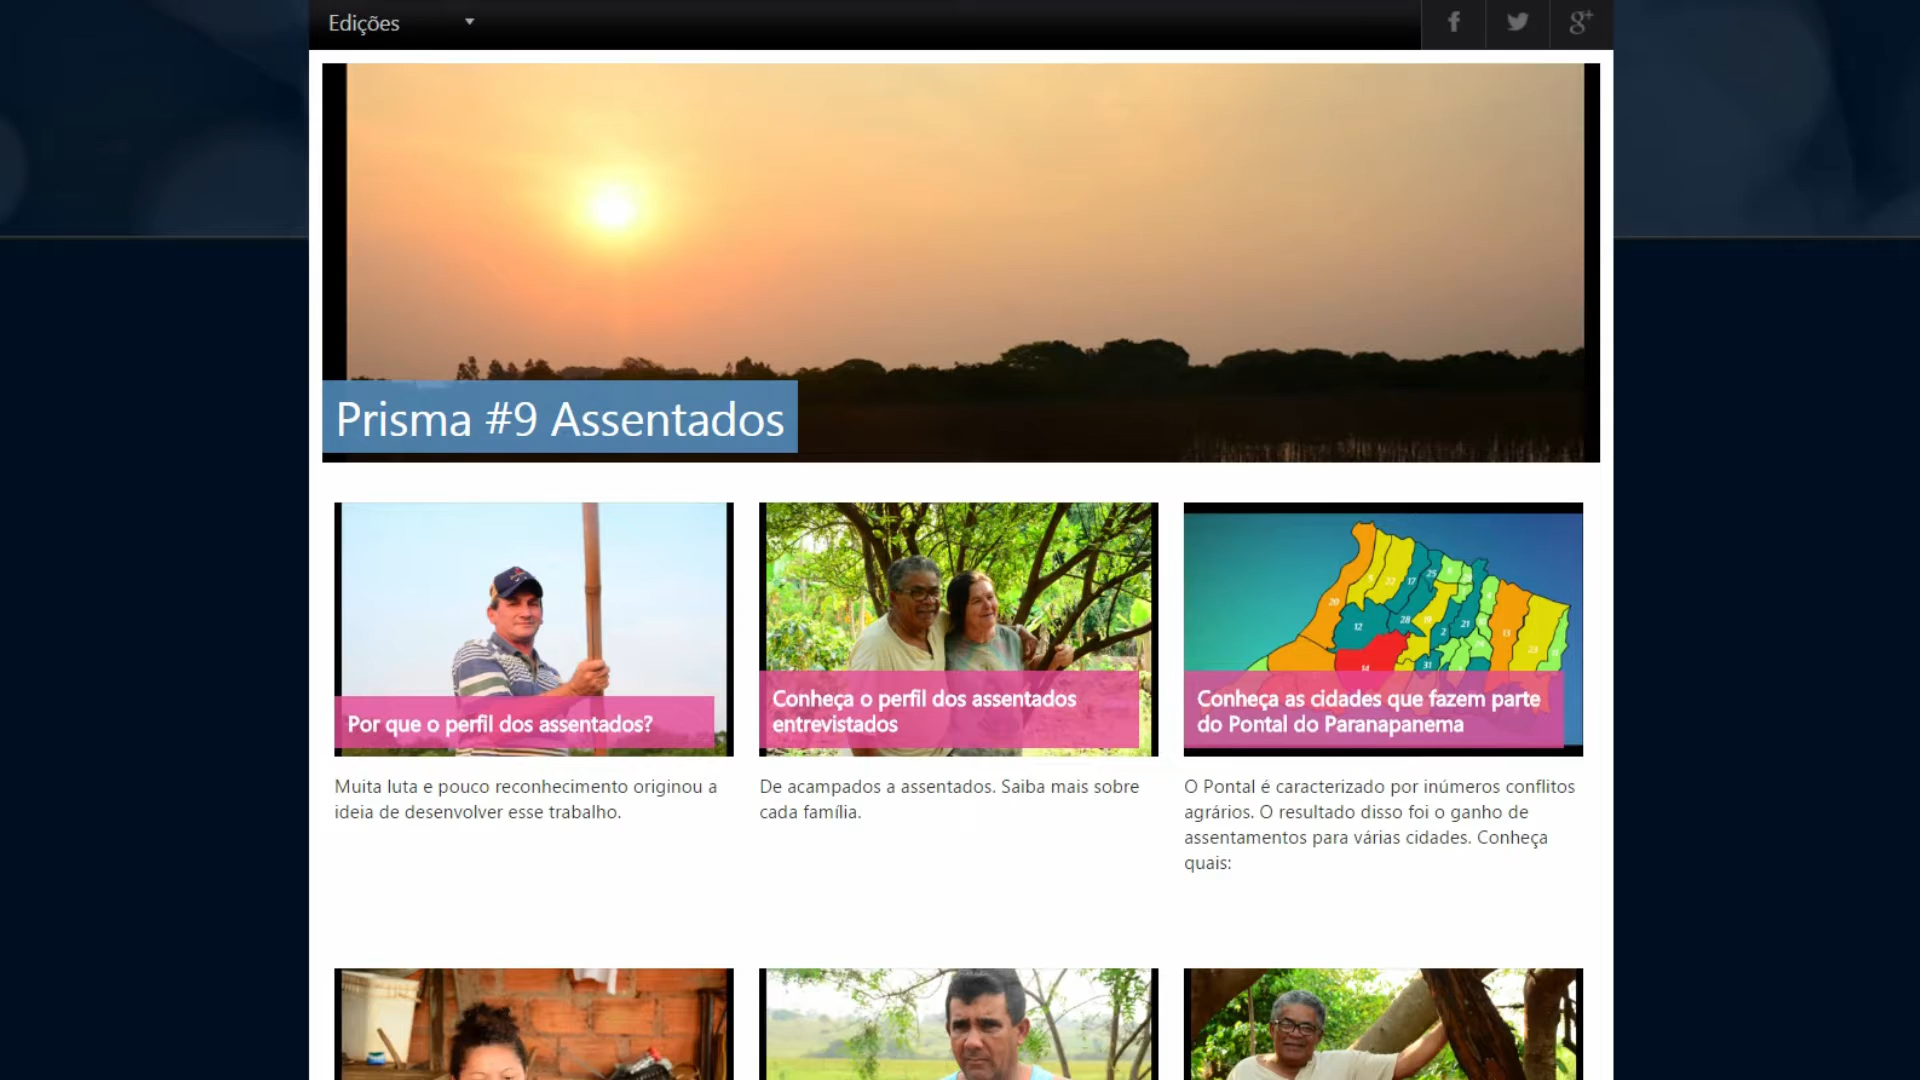 Edições
Prisma #9 Assentados
Por que o perfil dos assentados?
Conheça o perfil dos assentados
entrevistados
Conheça as cidades que fazem parte
do Pontal do Paranapanema
Muita luta e pouco reconhecimento originou a
ideia de desenvolver esse trabalho.
De acampados a assentados. Saiba mais sobre
cada família.
O Pontal é caracterizado por inúmeros conflitos
agrários. O resultado disso foi o ganho de
assentamentos para várias cidades. Conheça
quais: